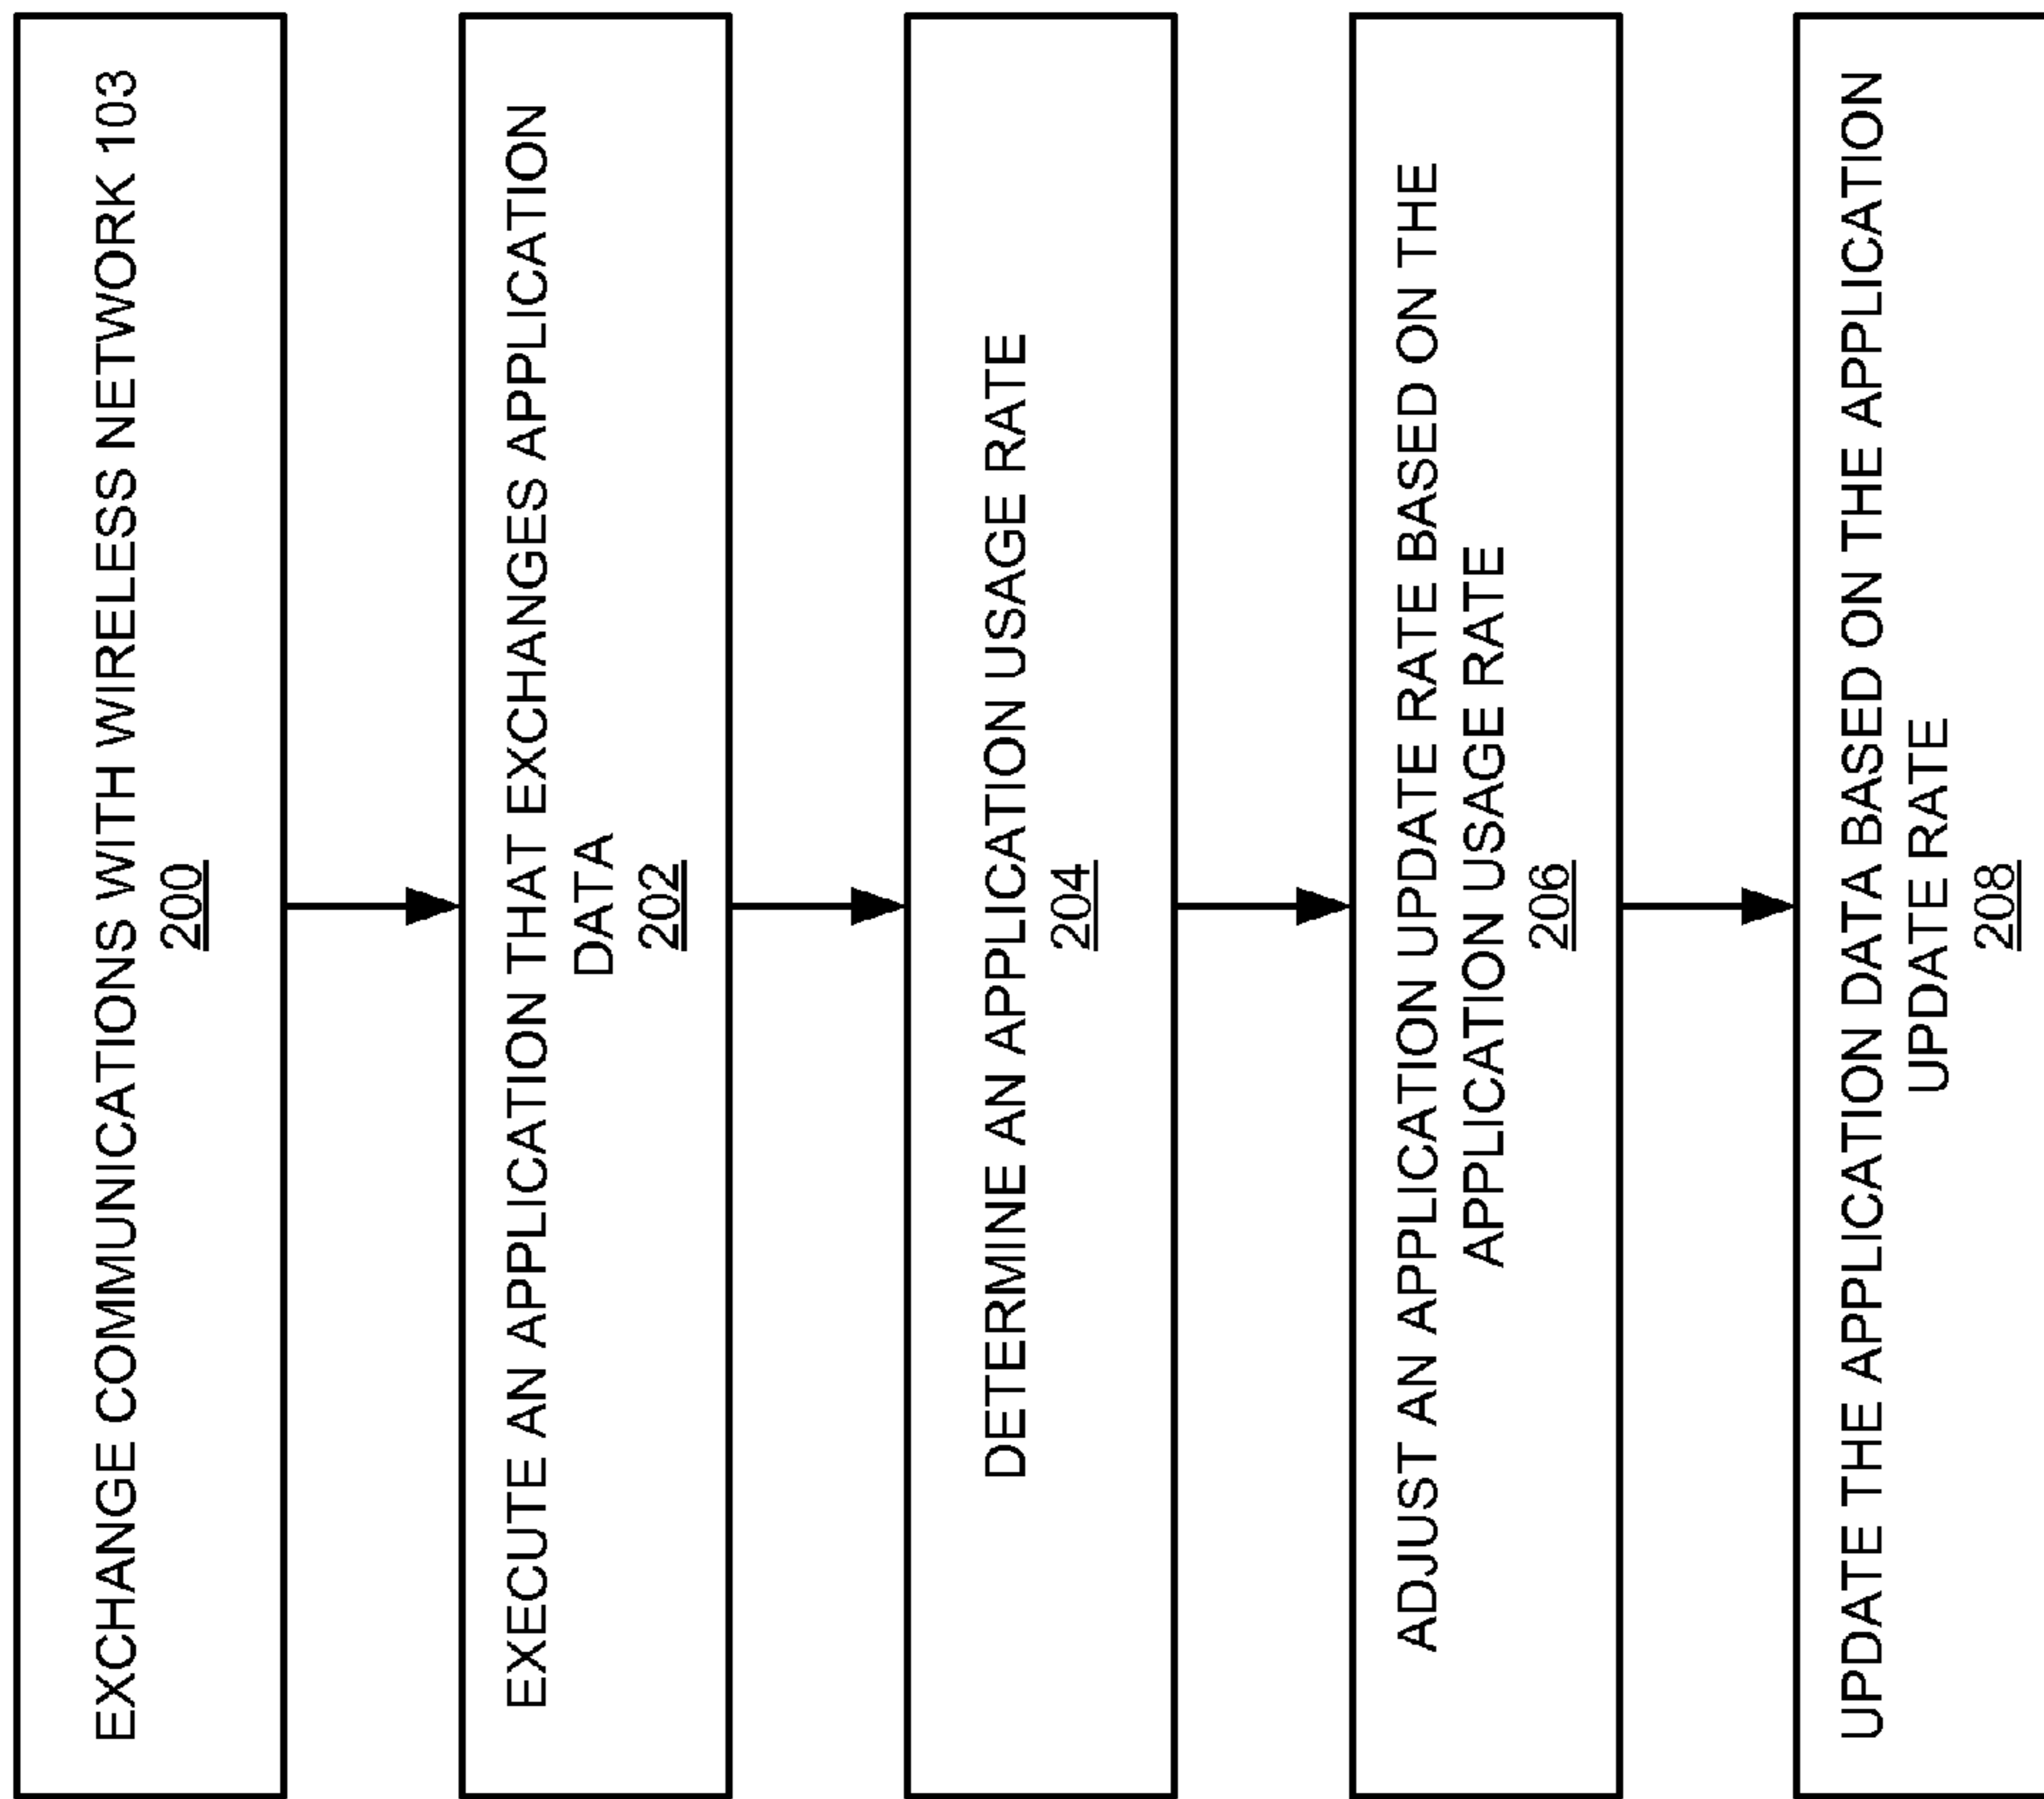 EXCHANGE COMMUNICATIONS WITH WIRELESS NETWORK 103
200
EXECUTE AN APPLICATION THAT EXCHANGES APPLICATION
DATA
202
DETERMINE AN APPLICATION USAGE RATE
204
ADJUST AN APPLICATION UPDATE RATE BASED ON THE
APPLICATION USAGE RATE
206
UPDATE THE APPLICATION DATA BASED ON THE APPLICATION
UPDATE RATE
208